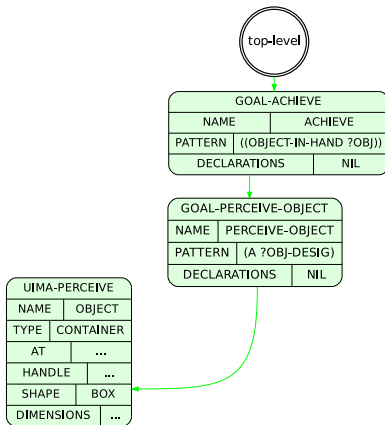 top-level
GOAL-ACHIEVE
NAME ACHIEVE
PATTERN ((OBJECT-IN-HAND ?OBJ))
DECLARATIONS NIL
GOAL-PERCEIVE-OBJECT
NAME PERCEIVE-OBJECT
PATTERN (A ?OBJ-DESIG)
DECLARATIONS NIL
UIMA-PERCEIVE
NAME OBJECT
TYPE CONTAINER
AT ...
HANDLE ...
SHAPE BOX
DIMENSIONS ...